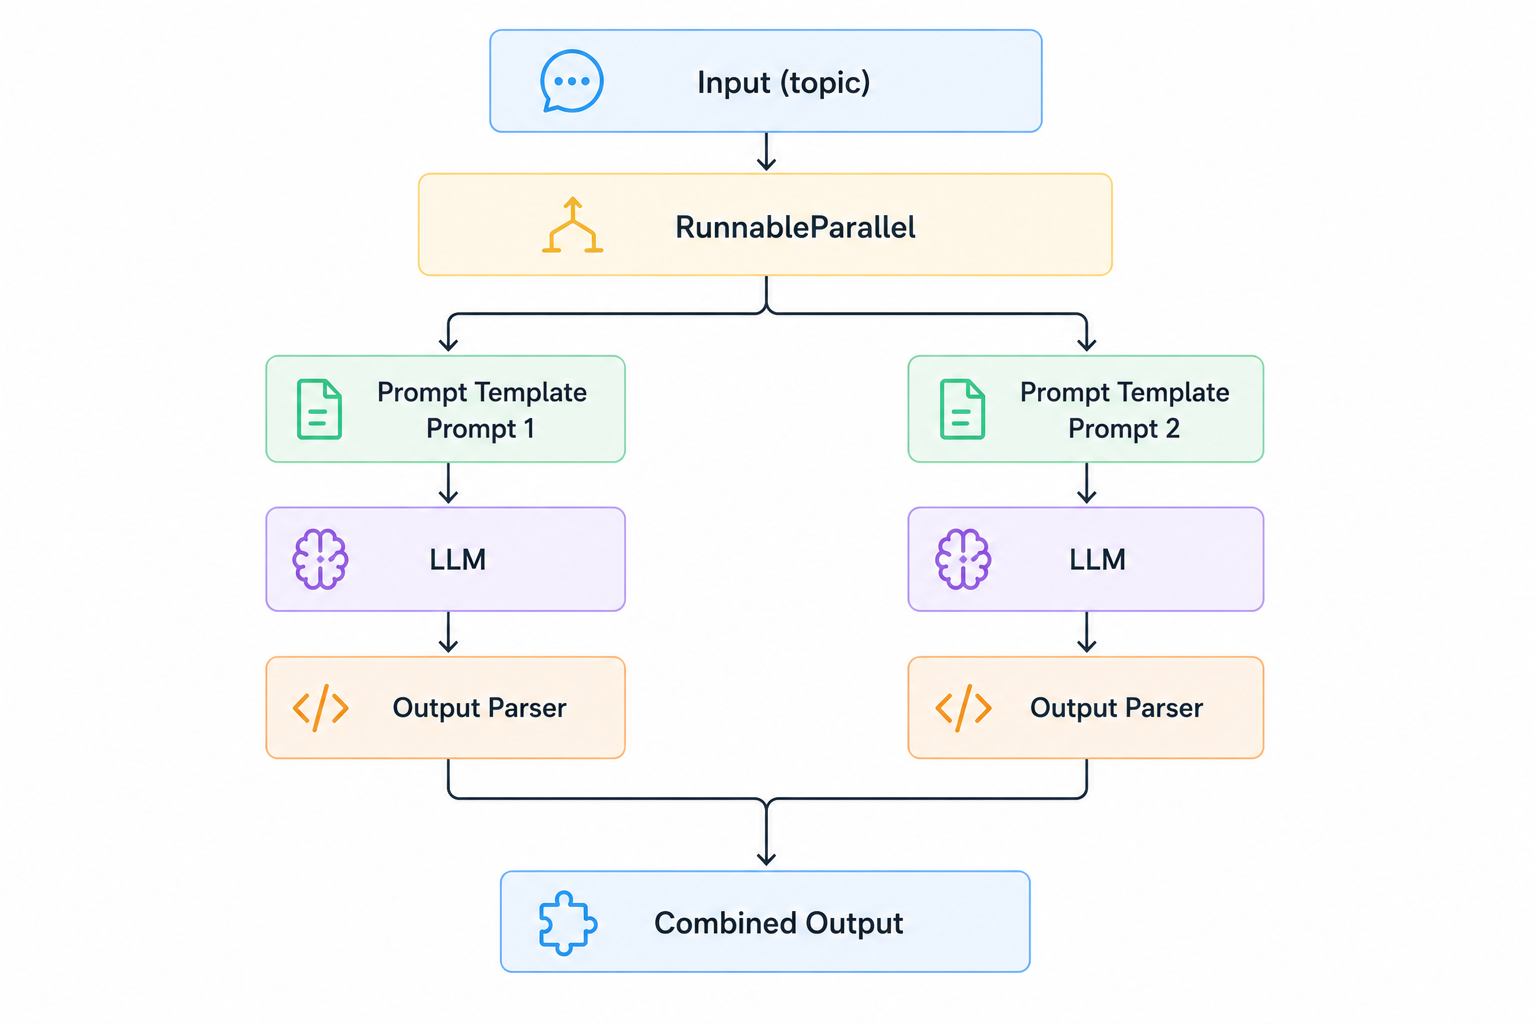 Input (topic)
RunnableParallel
Prompt Template
Prompt 1
Prompt Template
Prompt 2
LLM
LLM
Output Parser
Output Parser
Combined Output